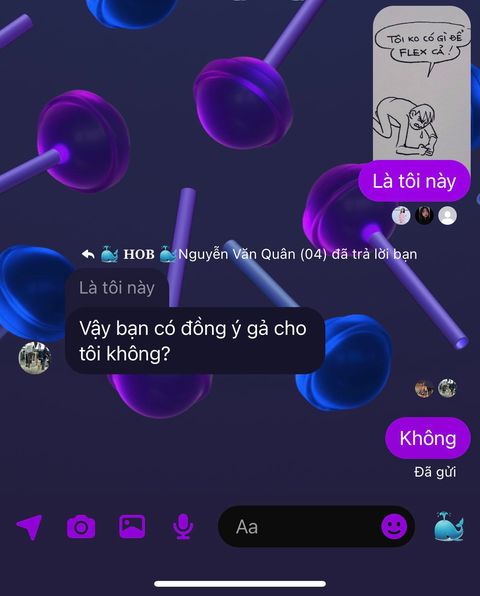 TÔI KO CÓ GÌ ĐỂ
FLEX CẢ!
Là tôi này
🐳 HOB 🐳Nguyễn Văn Quân (04) đã trả lời bạn
Là tôi này
Vậy bạn có đồng ý gả cho
tôi không?
Không
Đã gửi
Aa